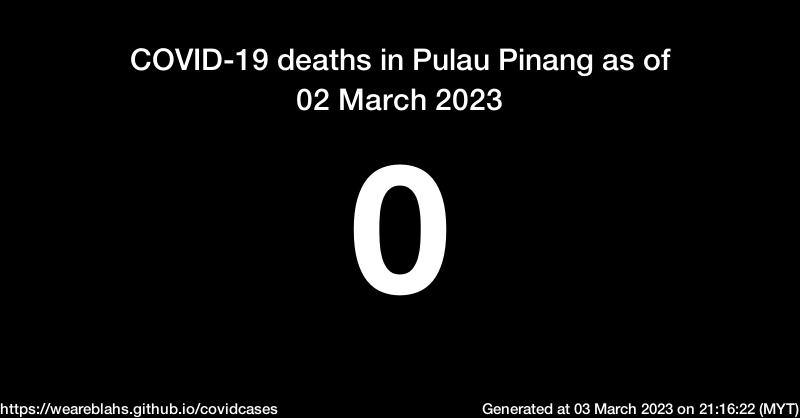 COVID-19 deaths in Pulau Pinang as of
02 March 2023
0
https://weareblahs.github.io/covidcases
Generated at 03 March 2023 on 21:16:22 (MYT)